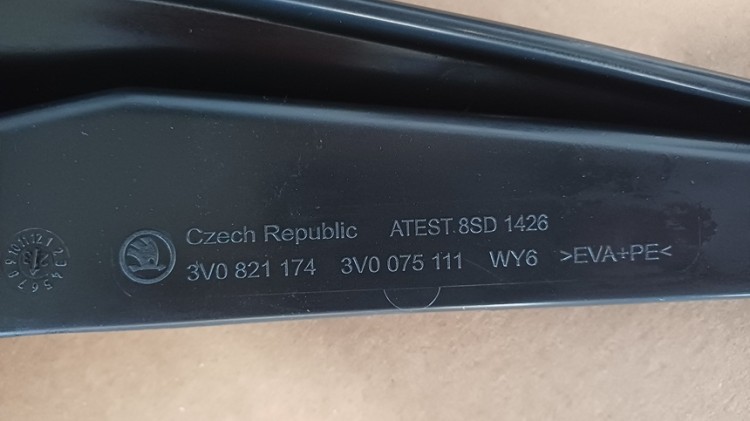 Czech Republic ATEST 8SD 1426
3V0 821 174 3V0 075 111 WY6 >EVA+PE<